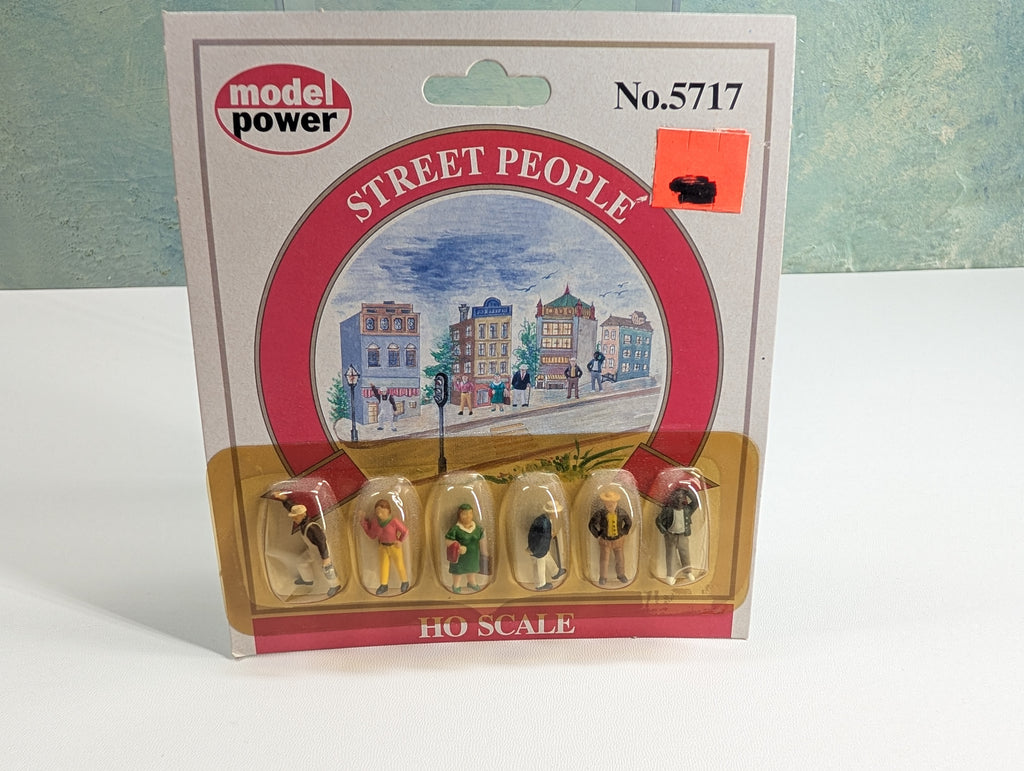 model
power
No.5717
STREET PEOPLE
HO SCALE